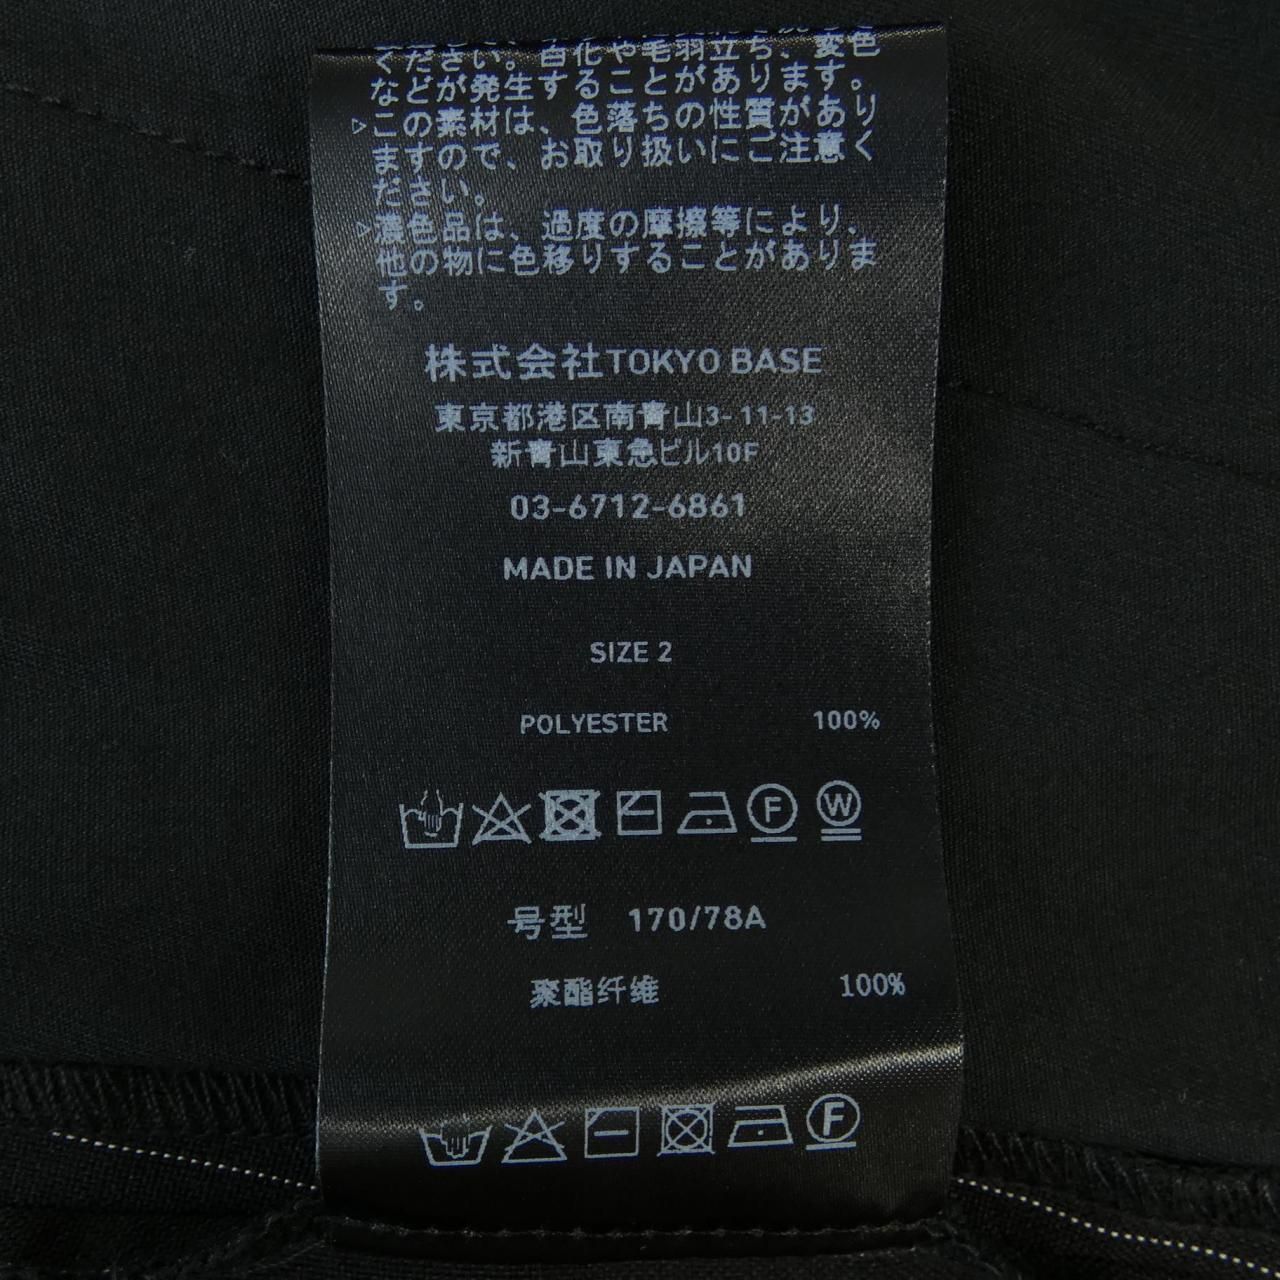 ください。白化や毛羽立ち、変色
などが発生することがあります。
▷この素材は、色落ちの性質があり
ますので、お取り扱いにご注意く
ださい。
▷濃色品は、過度の摩擦等により、
他の物に色移りすることがありま
す。
株式会社TOKYO BASE
東京都港区南青山3-11-13
新青山東急ビル10F
03-6712-6861
MADE IN JAPAN
SIZE 2
POLYESTER 100%
F W
号型 170/78A
聚酯纤维 100%
F